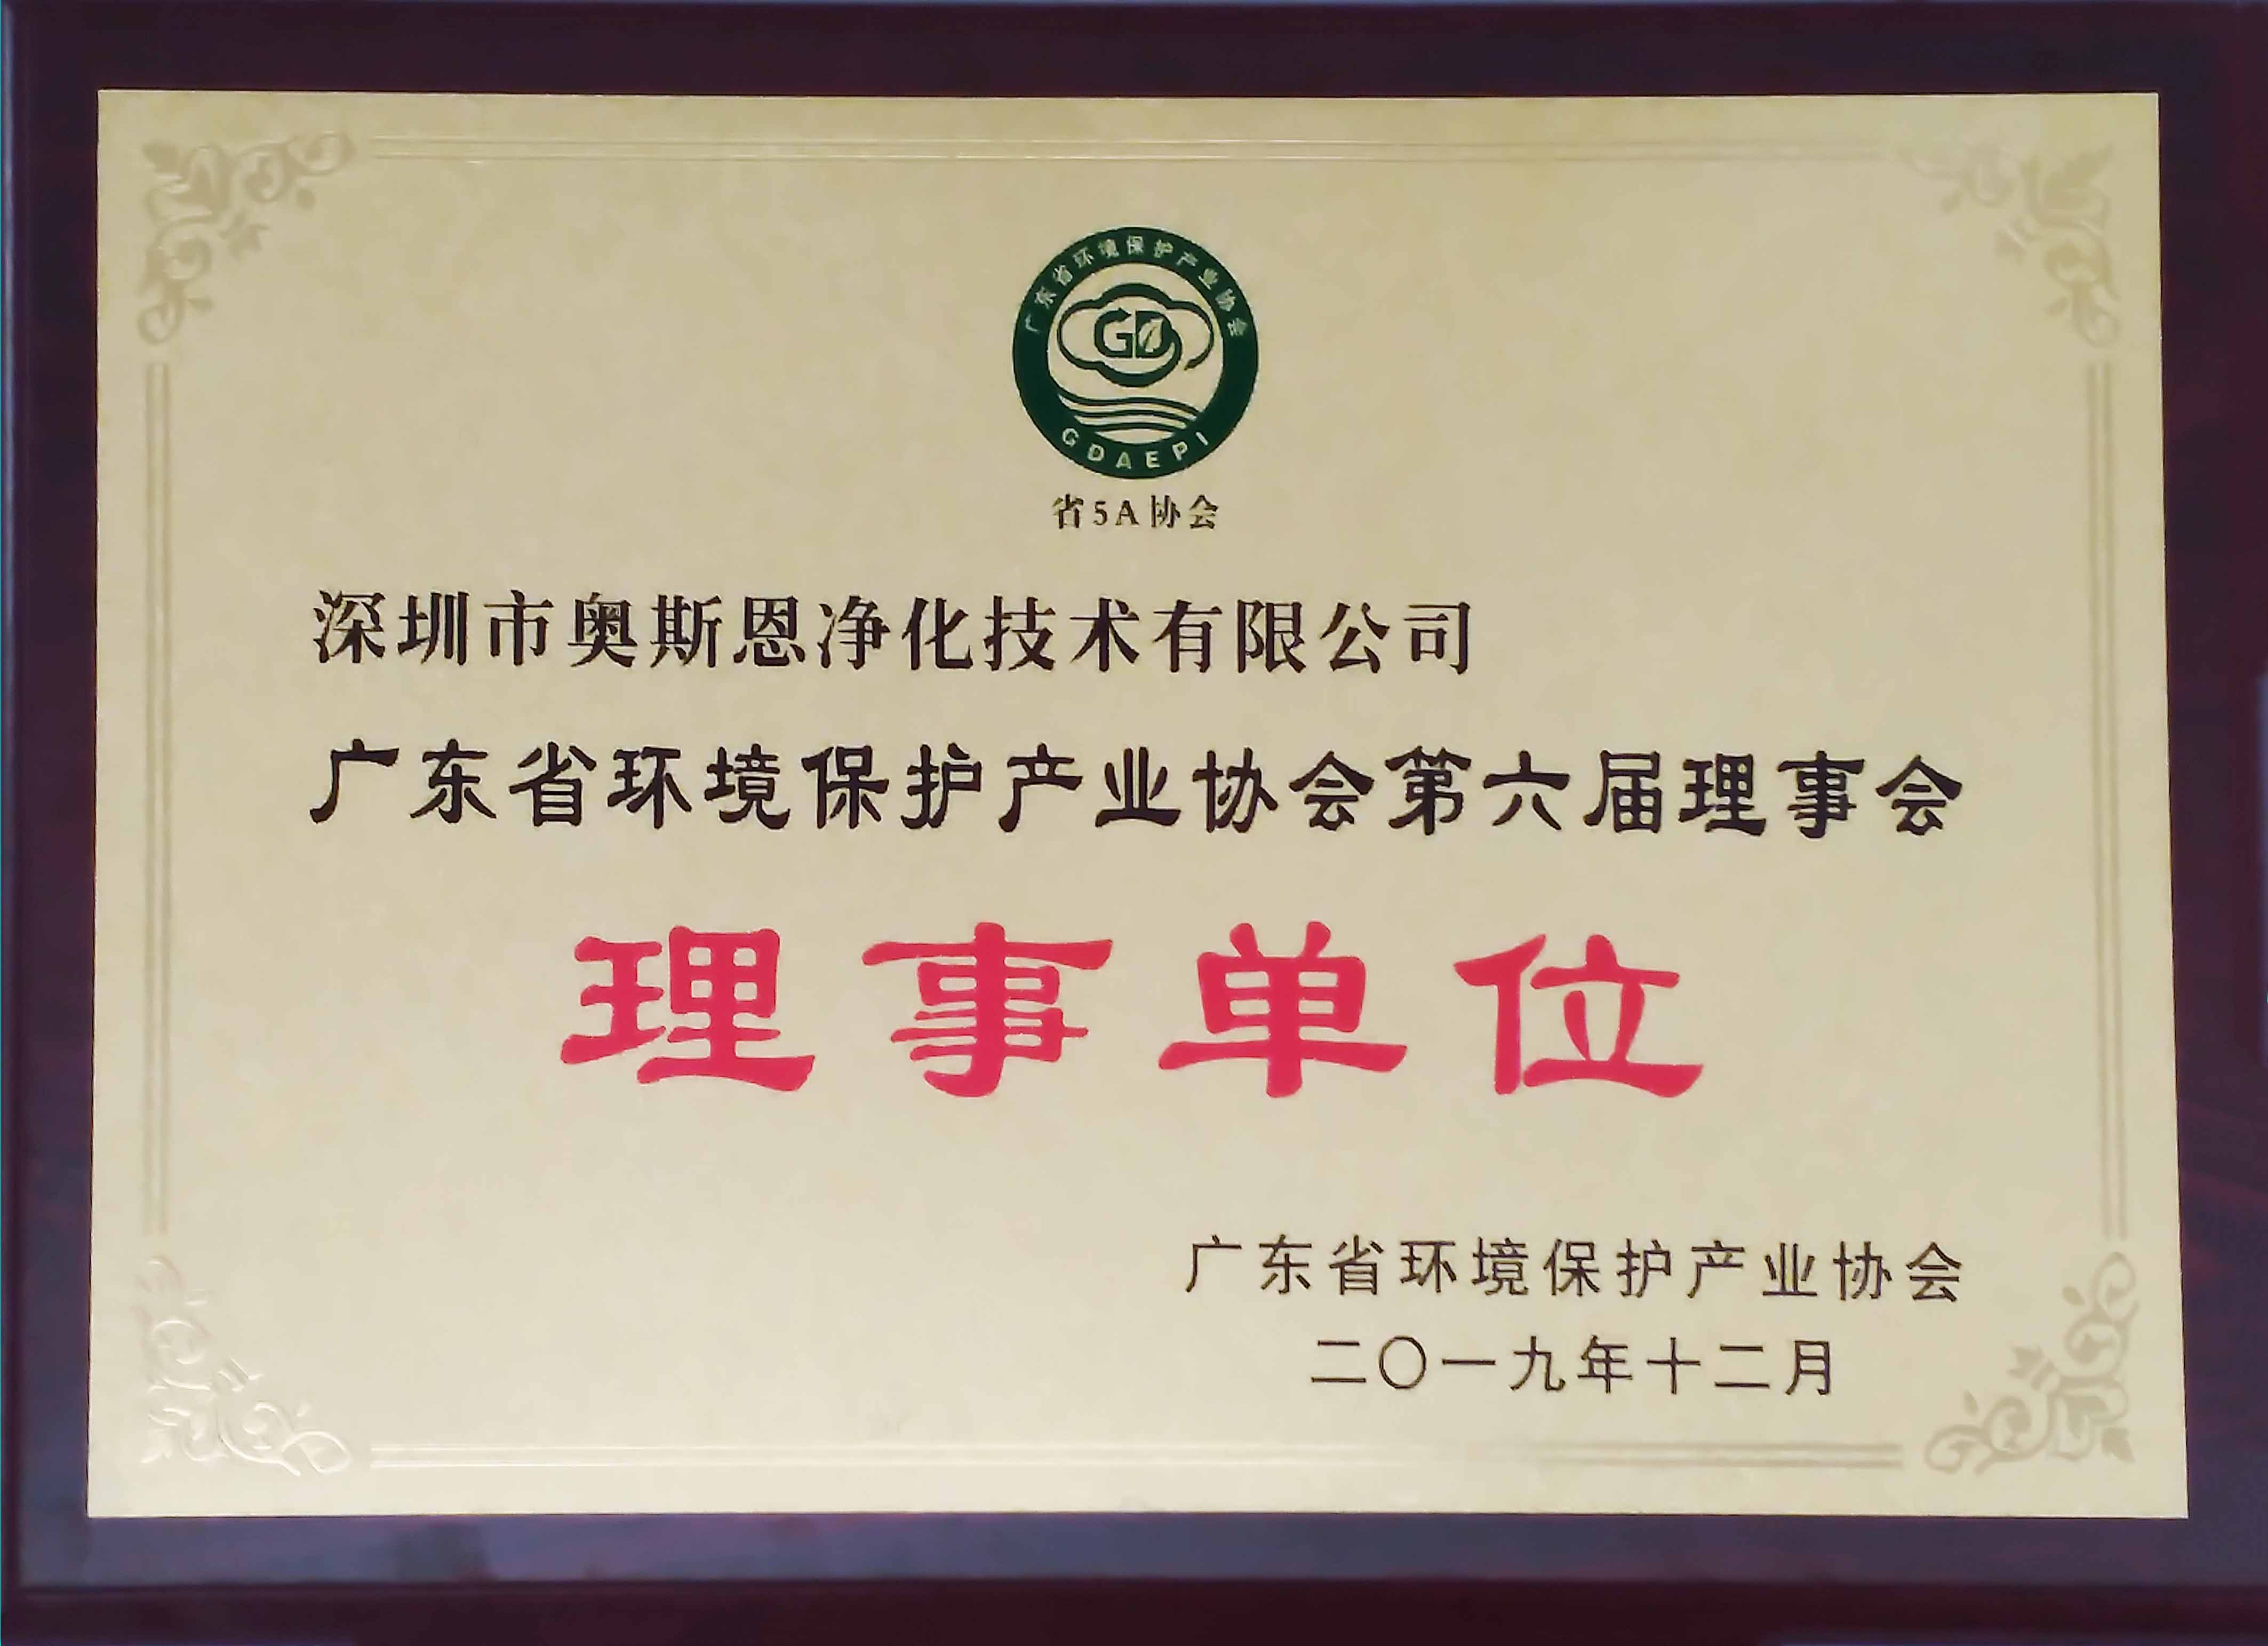 广东省环境保护产业协会
GD
GDAEPI
省5A协会
深圳市奥斯恩净化技术有限公司
广东省环境保护产业协会第六届理事会
理事单位
广东省环境保护产业协会
二〇一九年十二月